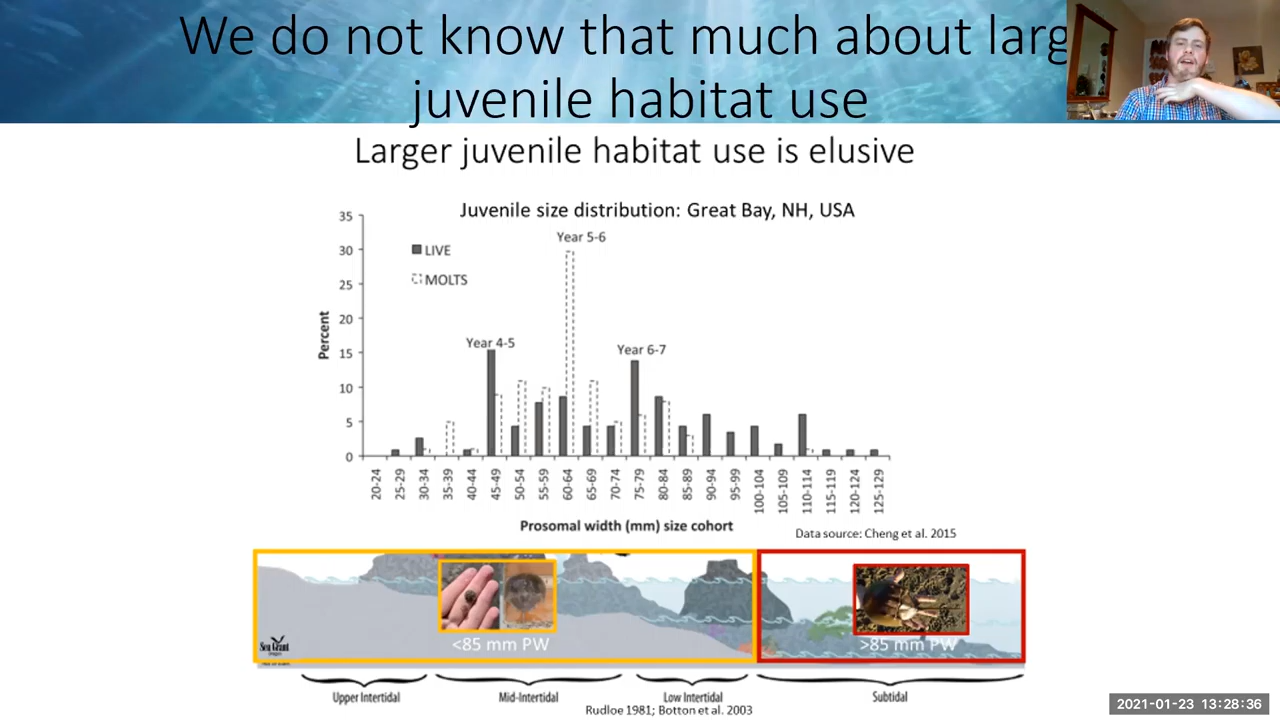 We do not know that much about larg
juvenile habitat use
Larger juvenile habitat use is elusive
Juvenile size distribution: Great Bay, NH, USA
35
30
25
20
15
10
5
0
Percent
LIVE
MOLTS
Year 4-5
Year 5-6
Year 6-7
20-24
25-29
30-34
35-39
40-44
45-49
50-54
55-59
60-64
65-69
70-74
75-79
80-84
85-89
90-94
95-99
100-104
105-109
110-114
115-119
120-124
125-129
Prosomal width (mm) size cohort
Data source: Cheng et al. 2015
Sea Grant
<85 mm PW
>85 mm PW
Upper Intertidal
Mid-Intertidal
Low Intertidal
Subtidal
Rudloe 1981; Botton et al. 2003
2021-01-23 13:28:36